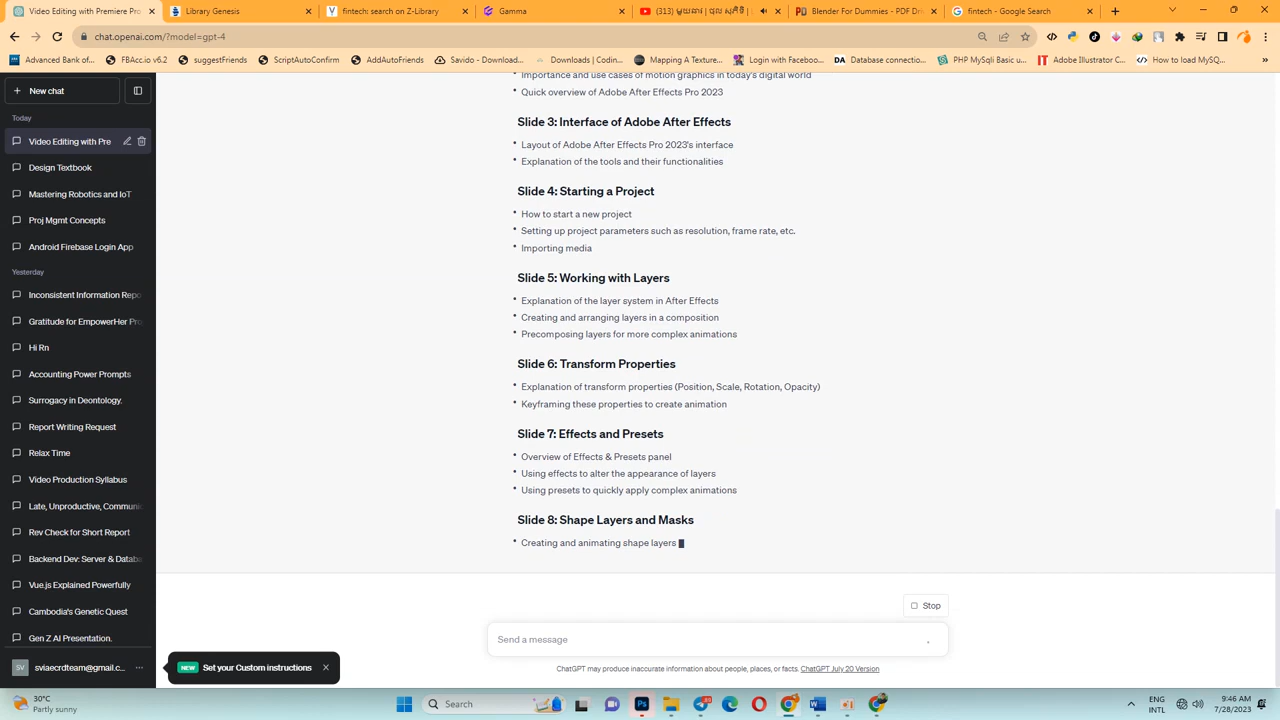 Video Editing with Premiere Pro
Library Genesis
fintech: search on Z-Library
Gamma
Blender For Dummies - PDF Dri
fintech - Google Search
chat.openai.com/?model=gpt-4
Advanced Bank of...
FBAcc.io v6.2
suggestFriends
ScriptAutoConfirm
AddAutoFriends
Savido - Download...
Downloads | Codin...
Mapping A Texture...
Login with Faceboo...
Database connectio...
PHP MySQli Basic u...
Adobe Illustrator C...
How to load MySQ...
New chat
Today
Video Editing with Pre
Design Textbook
Mastering Robotics and IoT
Proj Mgmt Concepts
Android Firebase Login App
Yesterday
Inconsistent Information Repo
Gratitude for EmpowerHer Pro
Hi Rn
Accounting Power Prompts
Surrogacy in Deontology.
Report Writing Request
Relax Time
Video Production Syllabus
Late, Unproductive, Communic
Rev Check for Short Report
Backend Dev: Server & Databa
Vue.js Explained Powerfully
Cambodia's Genetic Quest
Gen Z AI Presentation.
SV
sviaecrdteam@gmail.c...
NEW
Set your Custom instructions
Importance and use cases of motion graphics in today's digital world
• Quick overview of Adobe After Effects Pro 2023
Slide 3: Interface of Adobe After Effects
• Layout of Adobe After Effects Pro 2023's interface
• Explanation of the tools and their functionalities
Slide 4: Starting a Project
• How to start a new project
• Setting up project parameters such as resolution, frame rate, etc.
• Importing media
Slide 5: Working with Layers
• Explanation of the layer system in After Effects
• Creating and arranging layers in a composition
• Precomposing layers for more complex animations
Slide 6: Transform Properties
• Explanation of transform properties (Position, Scale, Rotation, Opacity)
• Keyframing these properties to create animation
Slide 7: Effects and Presets
• Overview of Effects & Presets panel
• Using effects to alter the appearance of layers
• Using presets to quickly apply complex animations
Slide 8: Shape Layers and Masks
• Creating and animating shape layers
Stop
Send a message
ChatGPT may produce inaccurate information about people, places, or facts. ChatGPT July 20 Version
30°C
Partly sunny
Search
ENG
INTL
9:46 AM
7/28/2023